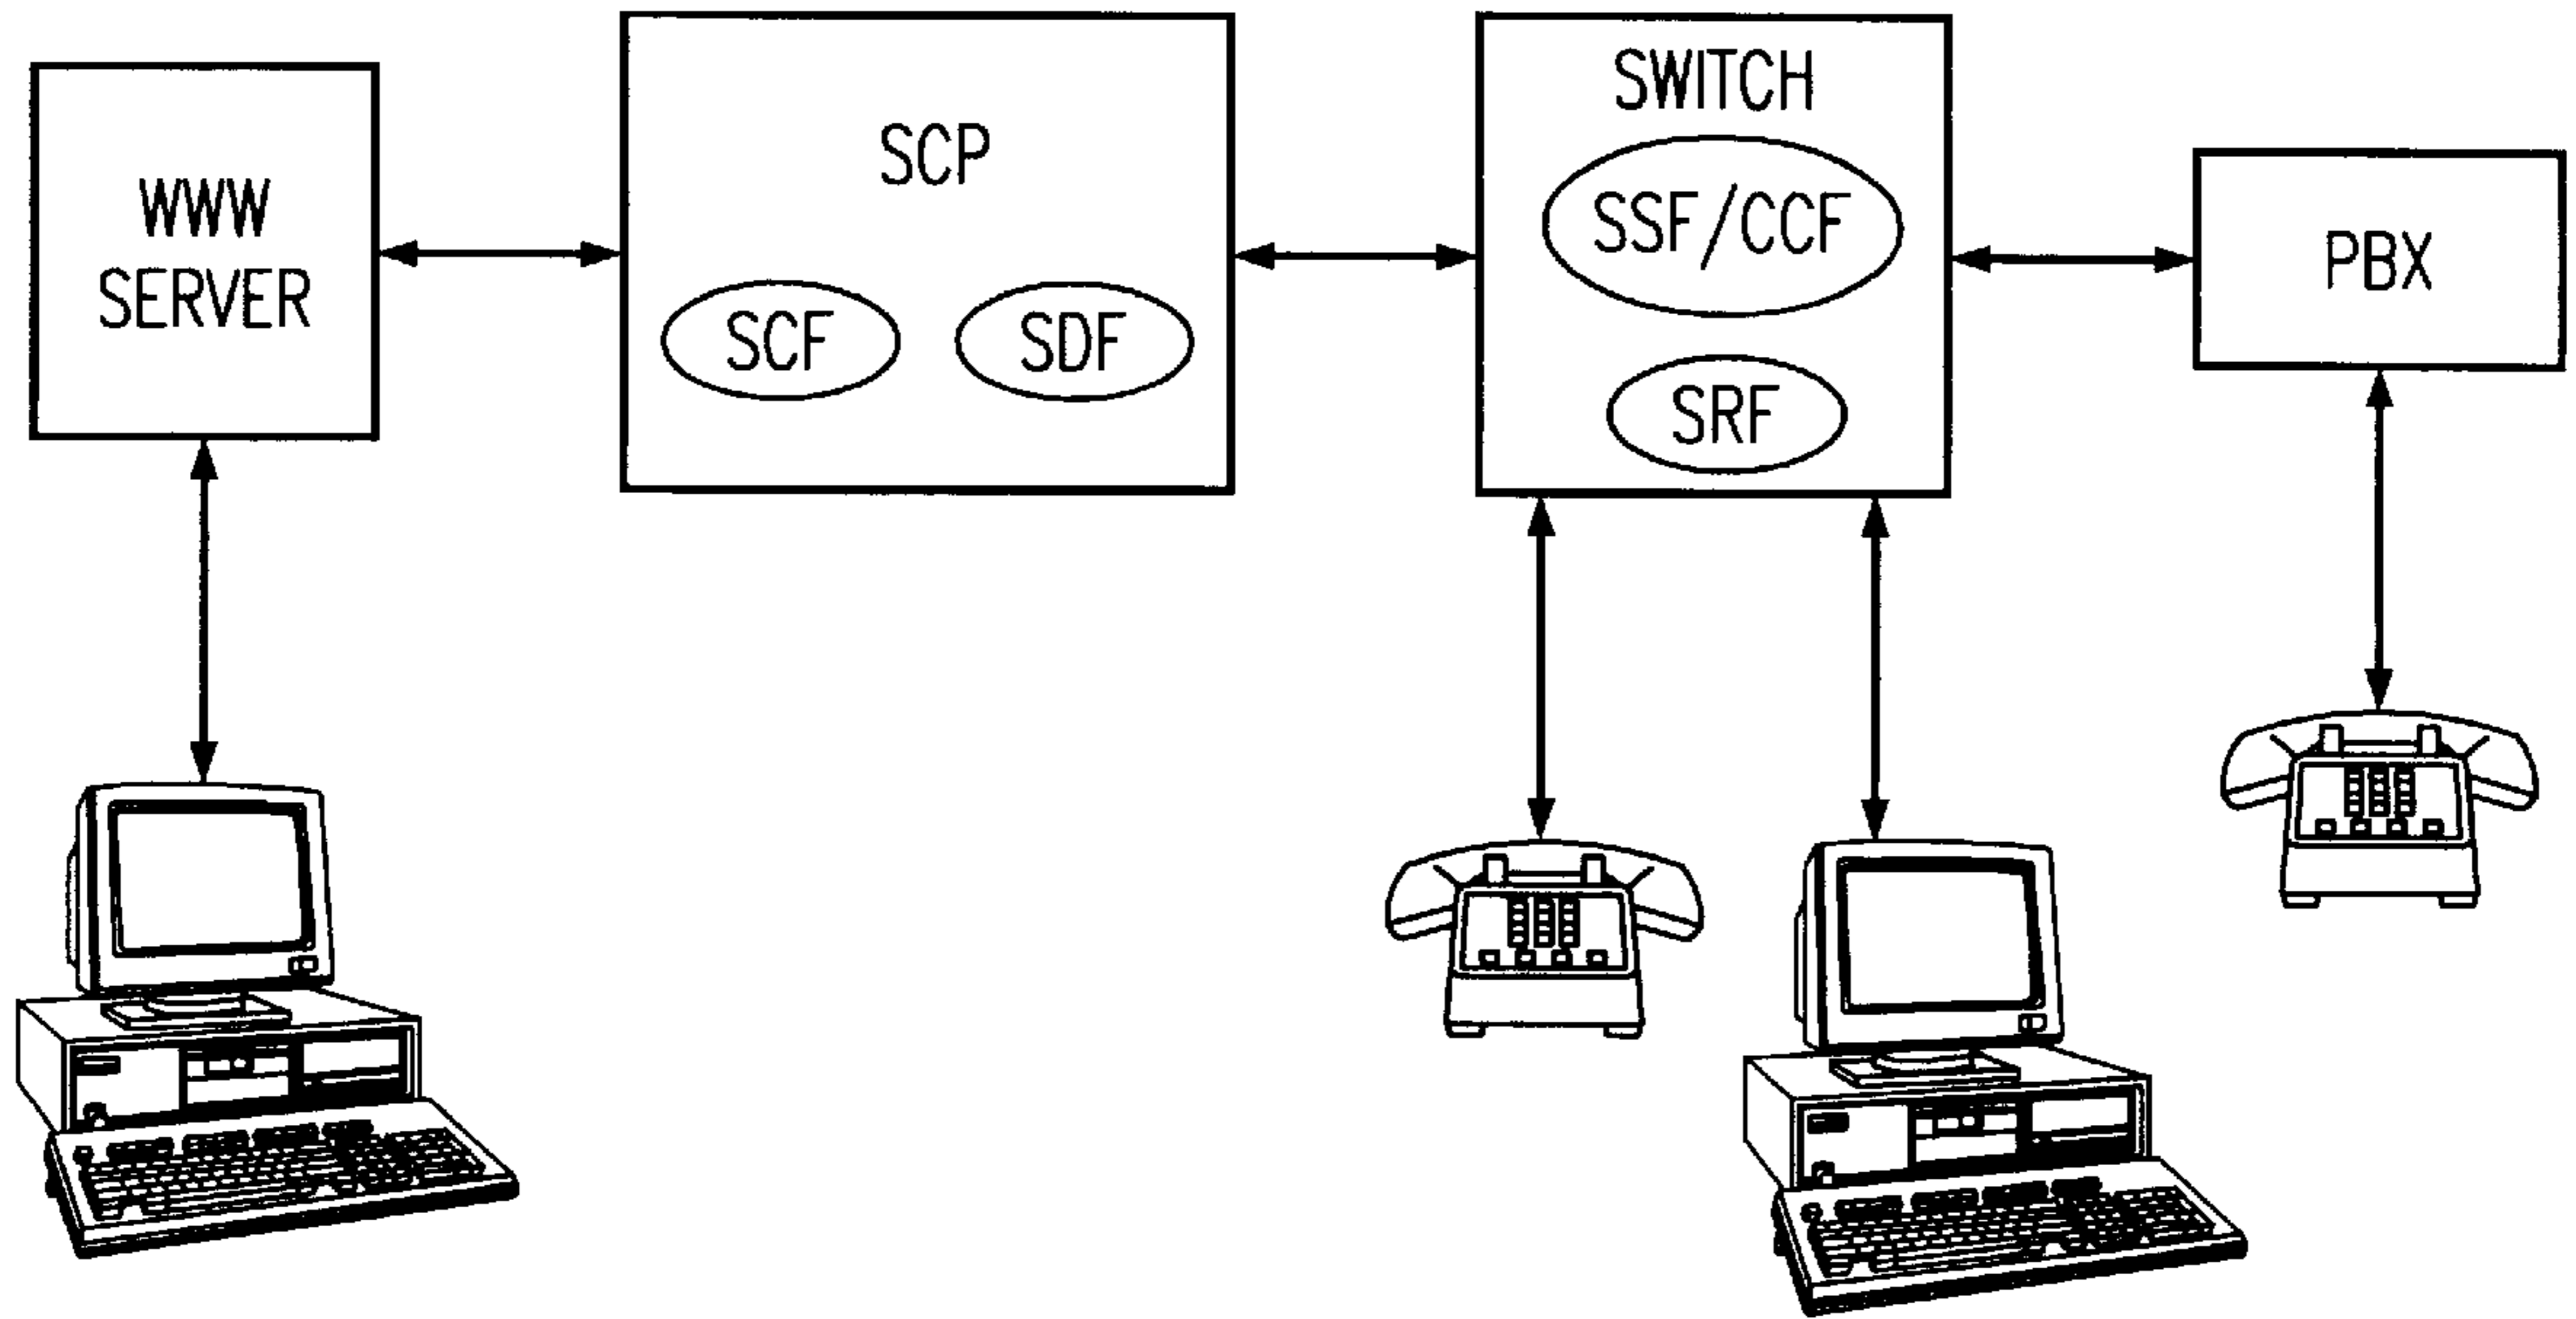 WWW
SERVER
SCP
SCF
SDF
SWITCH
SSF/CCF
SRF
PBX